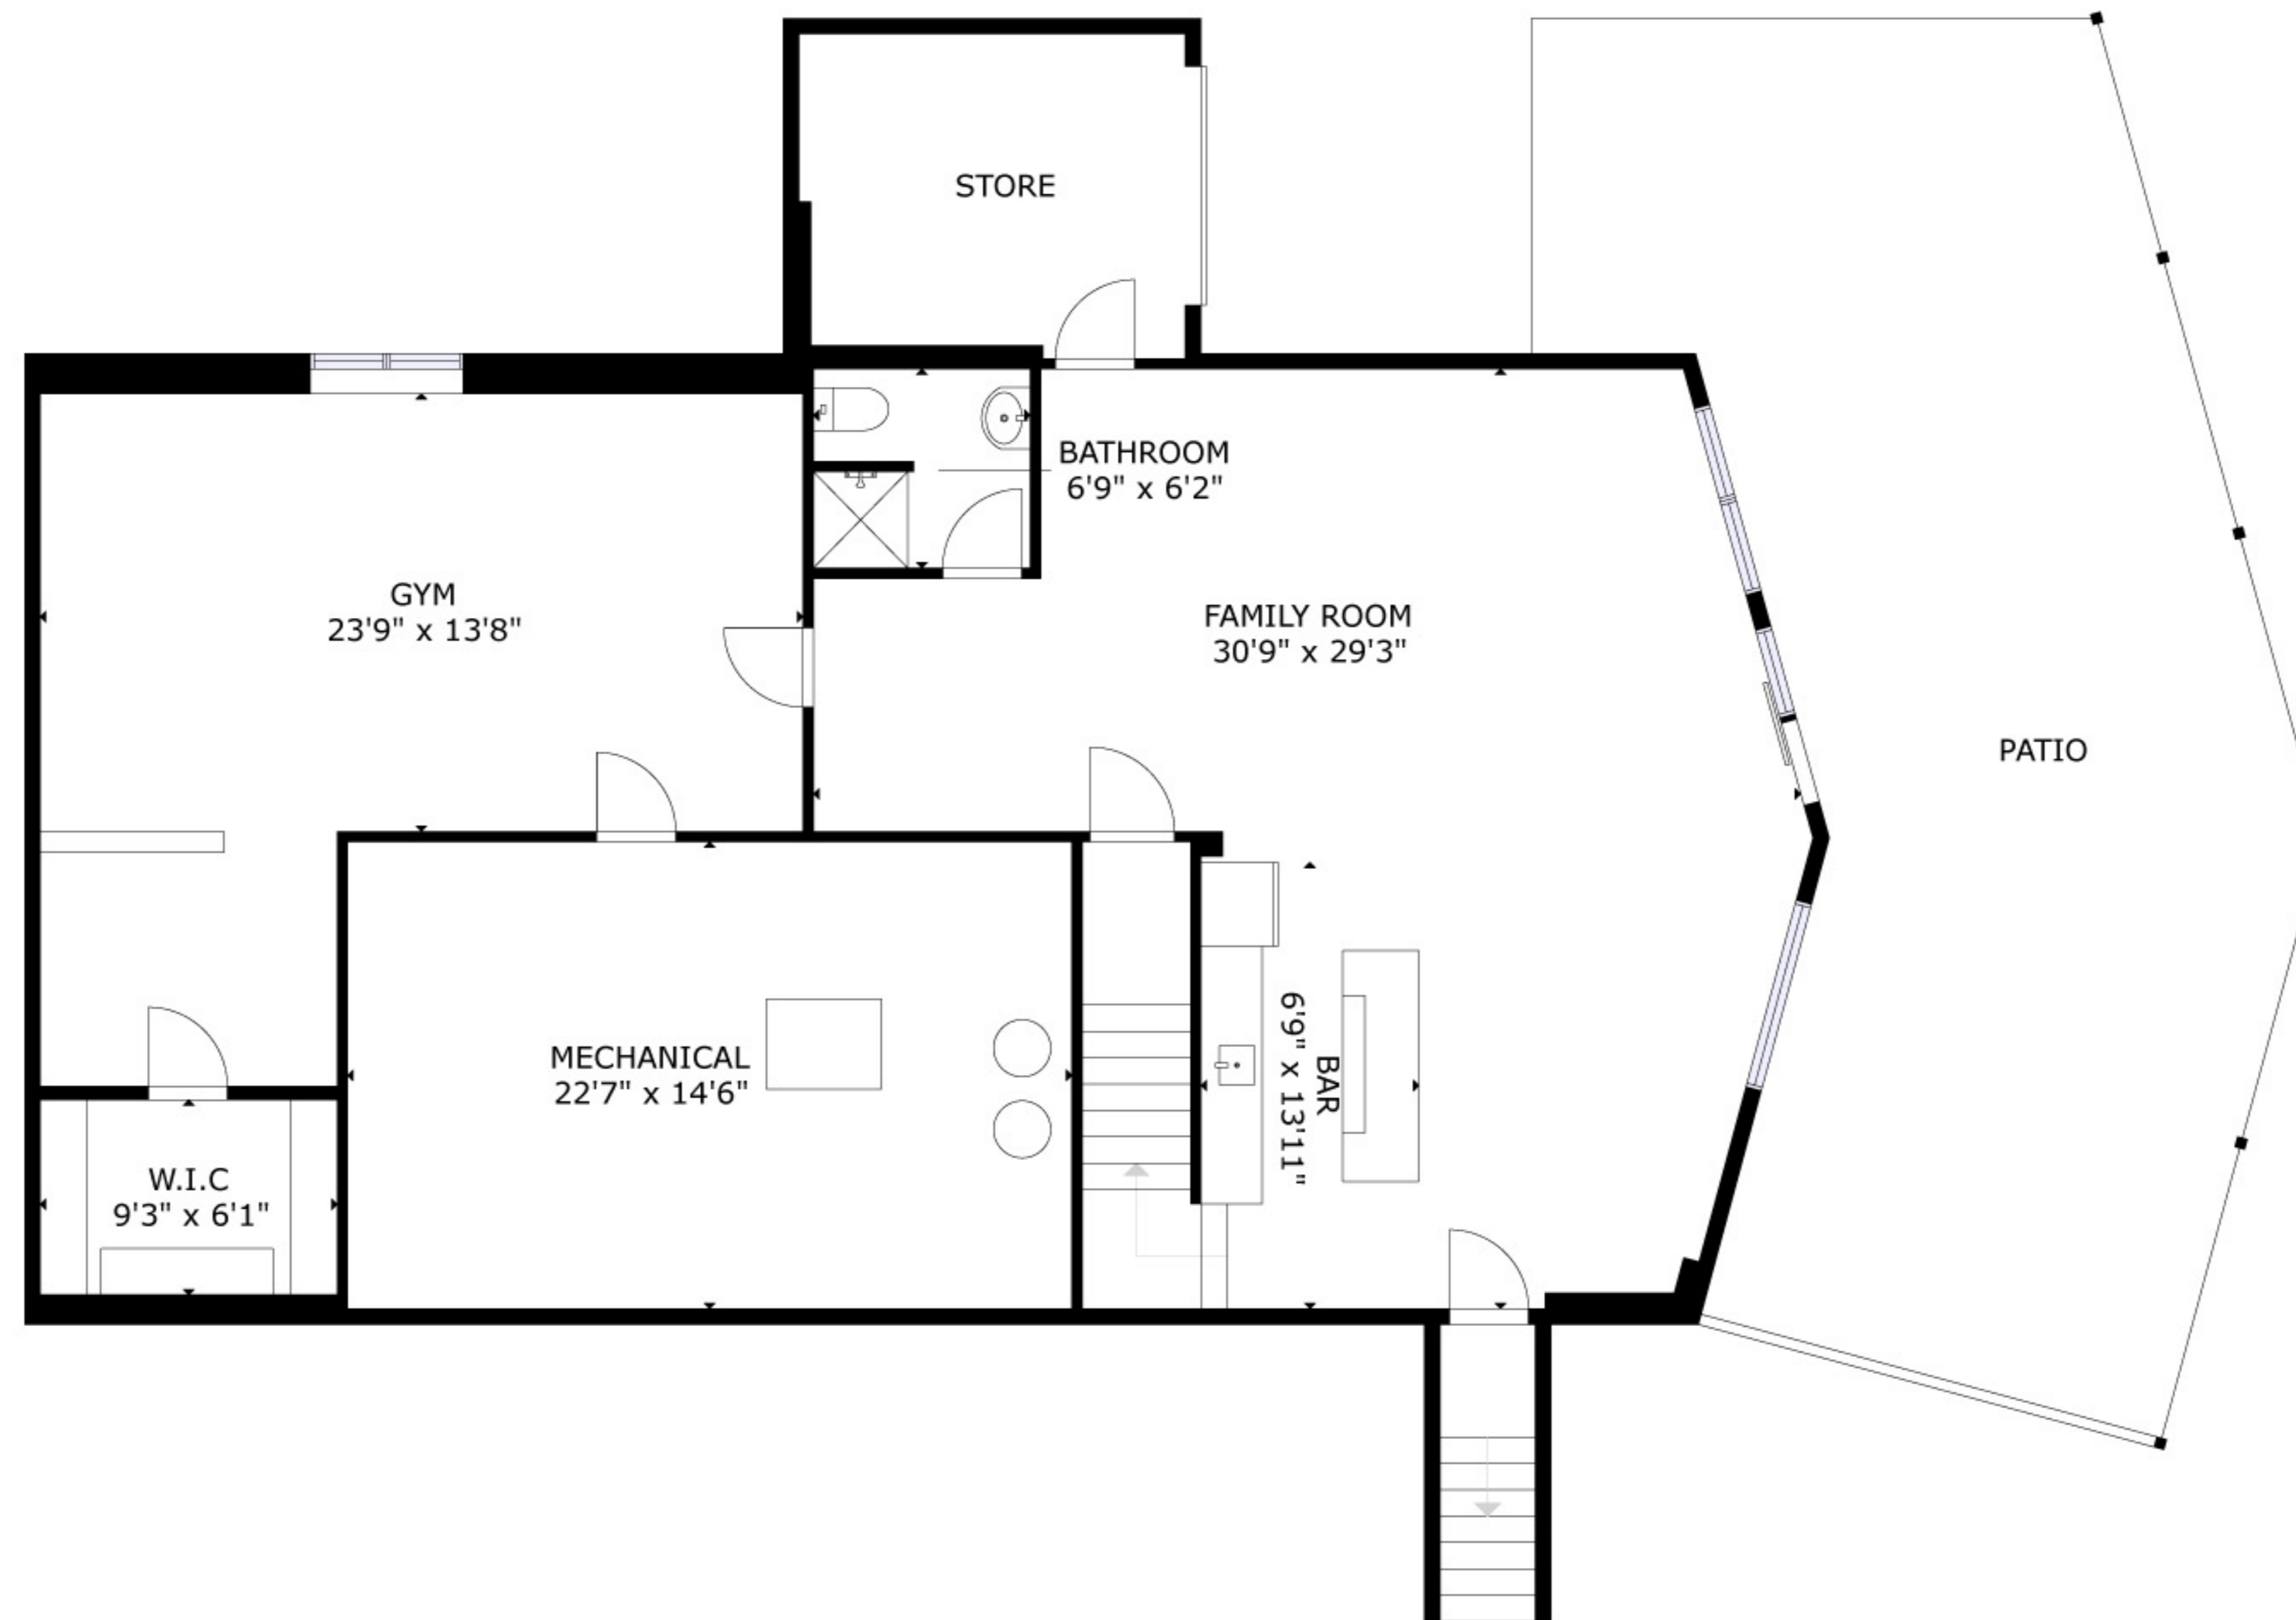 STORE
BATHROOM
6'9" x 6'2"
GYM
23'9" x 13'8"
FAMILY ROOM
30'9" x 29'3"
PATIO
MECHANICAL
22'7" x 14'6"
BAR
6'9" x 13'11"
W.I.C
9'3" x 6'1"